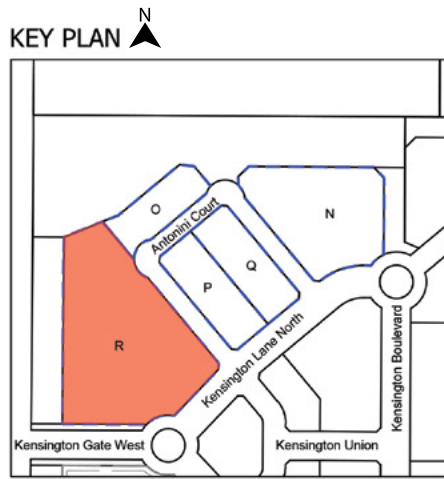 N
KEY PLAN
O
N
Antonini Court
Q
P
R
Kensington Lane North
Kensington Boulevard
Kensington Gate West
Kensington Union